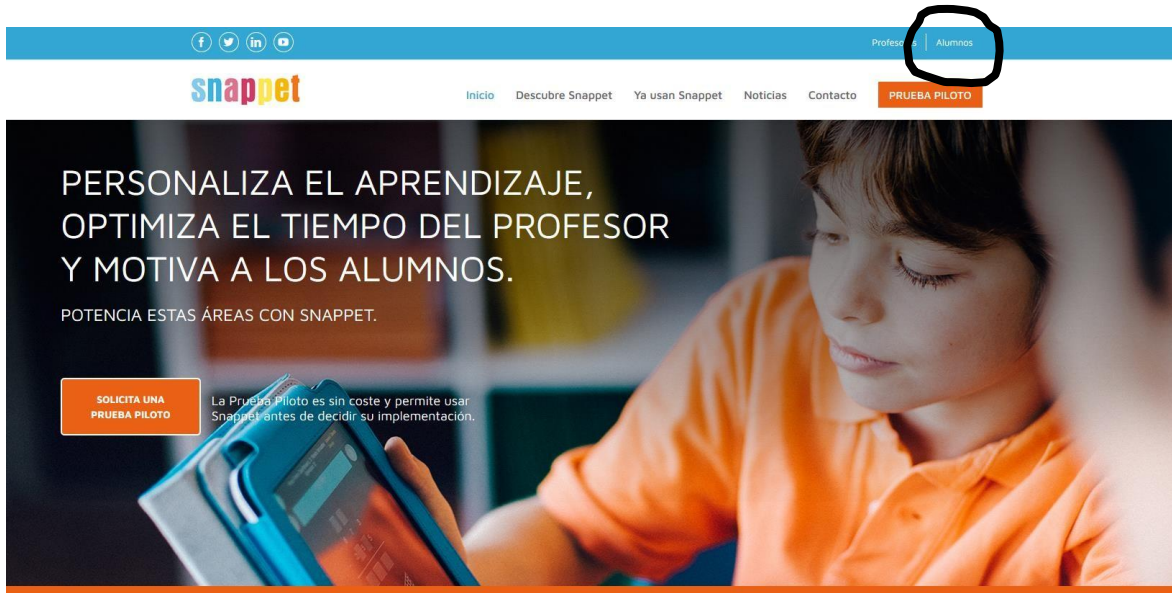 Profesores | Alumnos
snappet
Inicio Descubre Snappet Ya usan Snappet Noticias Contacto PRUEBA PILOTO
PERSONALIZA EL APRENDIZAJE,
OPTIMIZA EL TIEMPO DEL PROFESOR
Y MOTIVA A LOS ALUMNOS.
POTENCIA ESTAS ÁREAS CON SNAPPET.
SOLICITA UNA
PRUEBA PILOTO
La Prueba Piloto es sin coste y permite usar
Snappet antes de decidir su implementación.